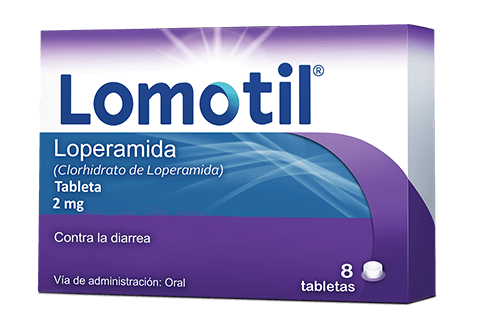 Lomotil®
Loperamida
(Clorhidrato de Loperamida)
Tableta
2 mg
Contra la diarrea
8
tabletas
Vía de administración: Oral